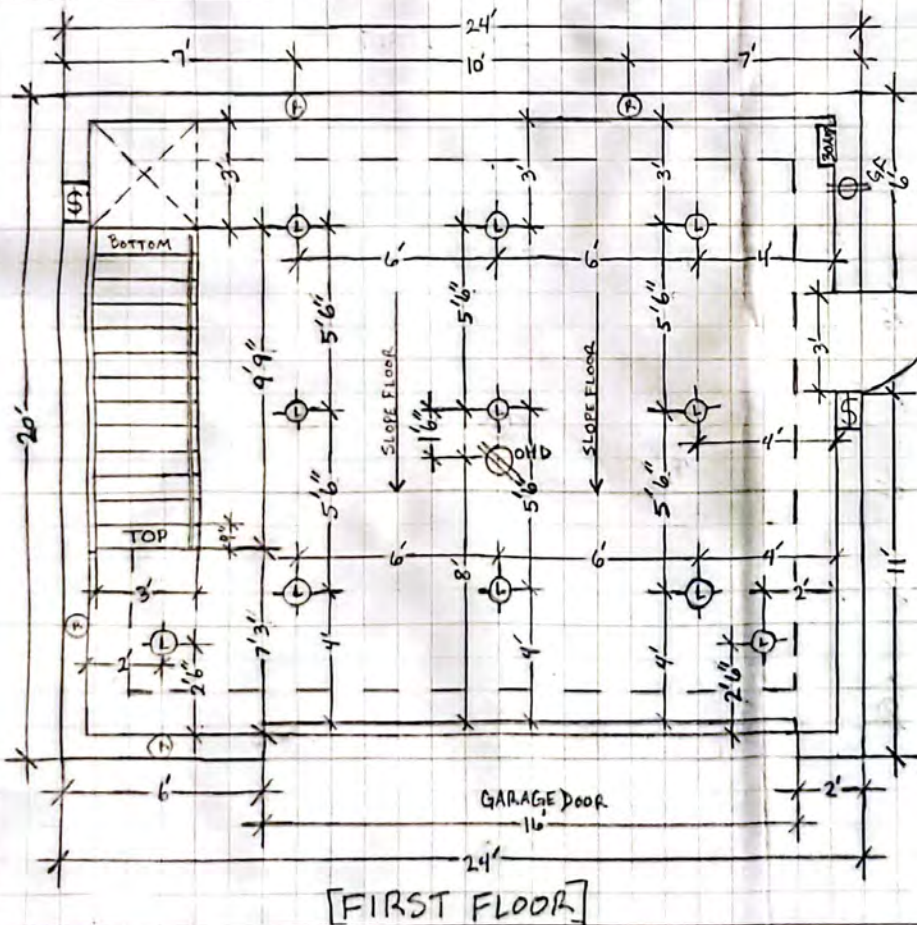 24'
7' 10' 7'
R R
3' 3' 3'
$
BOTTOM
L L L
6' 6' 4'
6'
5'6" 5'6" 5'6"
9'9"
20'
SLOPE FLOOR
SLOPE FLOOR
3'
$
L L L
1'6"
4'
OHD
5'6" 5'6" 5'6"
TOP
9"
6' 6' 4'
8'
11'
3'
L L L
2'
R
L
2'
2'6"
7'3"
4' 4' 4'
2'6"
6'
GARAGE DOOR
2'
16'
24'
[FIRST FLOOR]